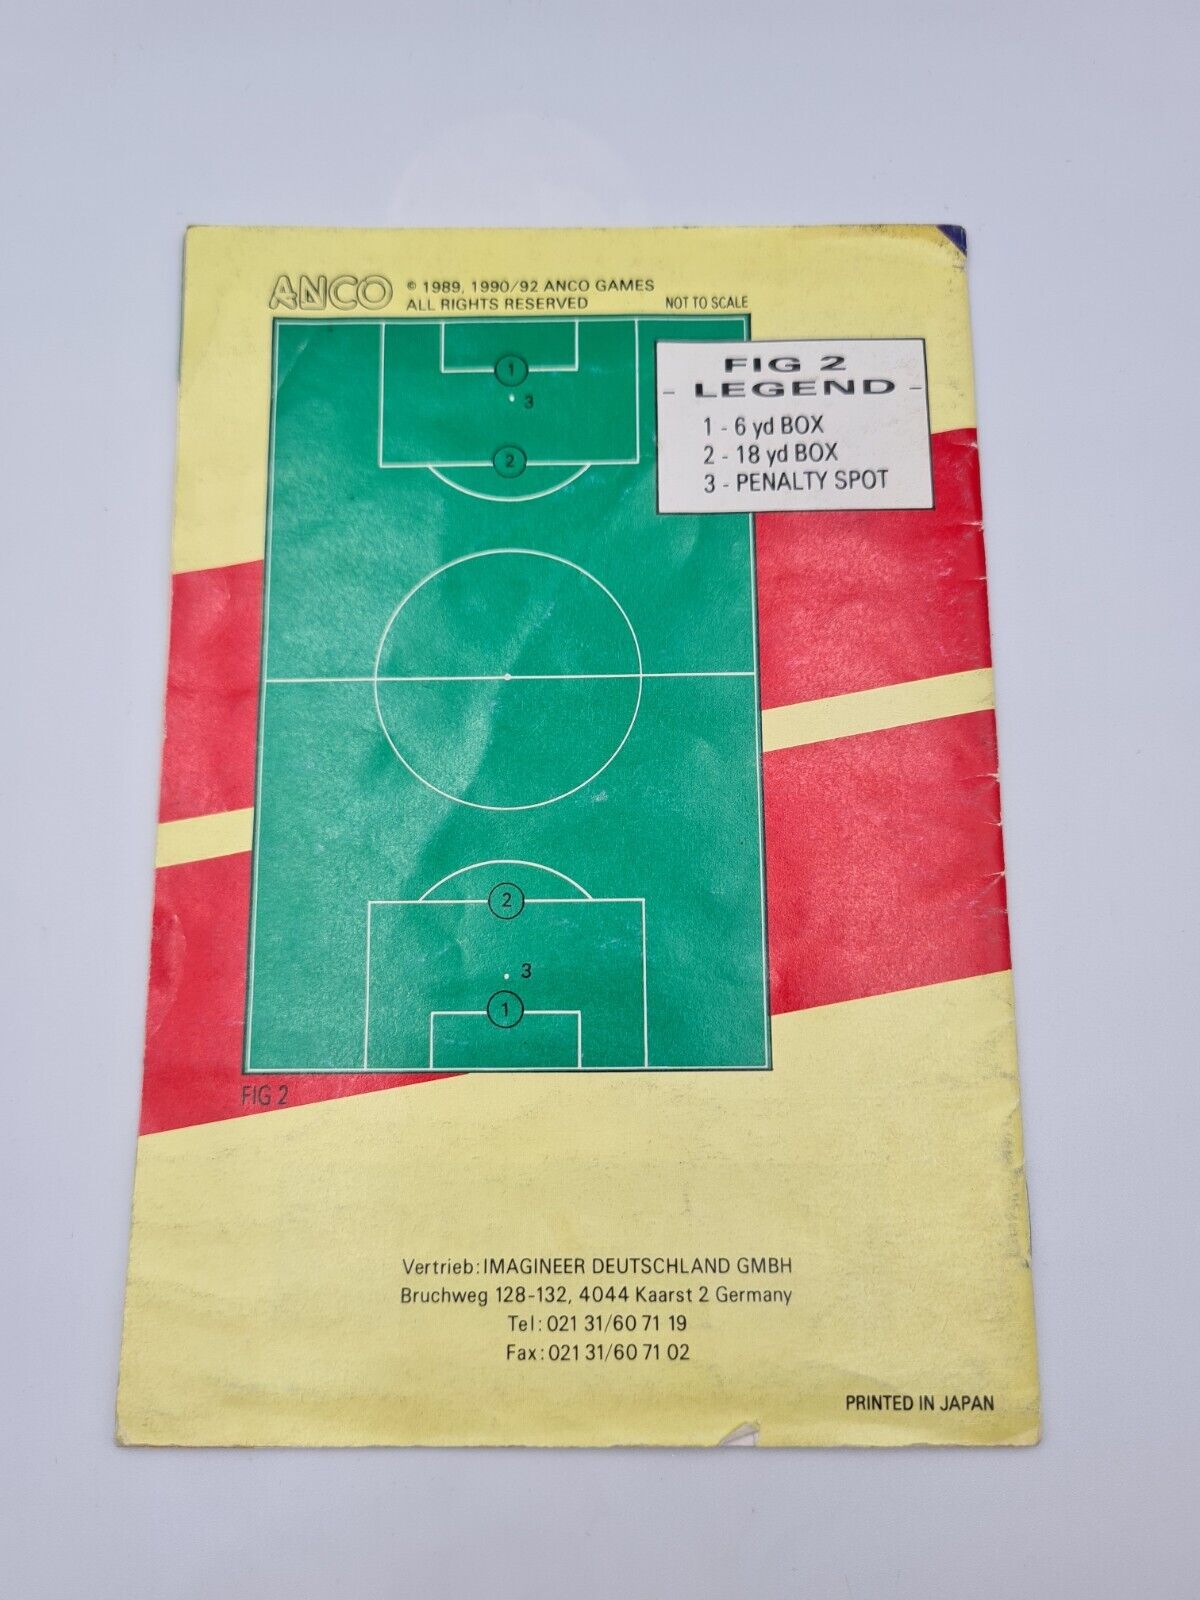 ANCO © 1989, 1990/92 ANCO GAMES
ALL RIGHTS RESERVED
NOT TO SCALE
FIG 2
- LEGEND -
1 - 6 yd BOX
2 - 18 yd BOX
3 - PENALTY SPOT
1
3
2
2
3
1
FIG 2
Vertrieb: IMAGINEER DEUTSCHLAND GMBH
Bruchweg 128-132, 4044 Kaarst 2 Germany
Tel: 021 31/60 71 19
Fax: 021 31/60 71 02
PRINTED IN JAPAN